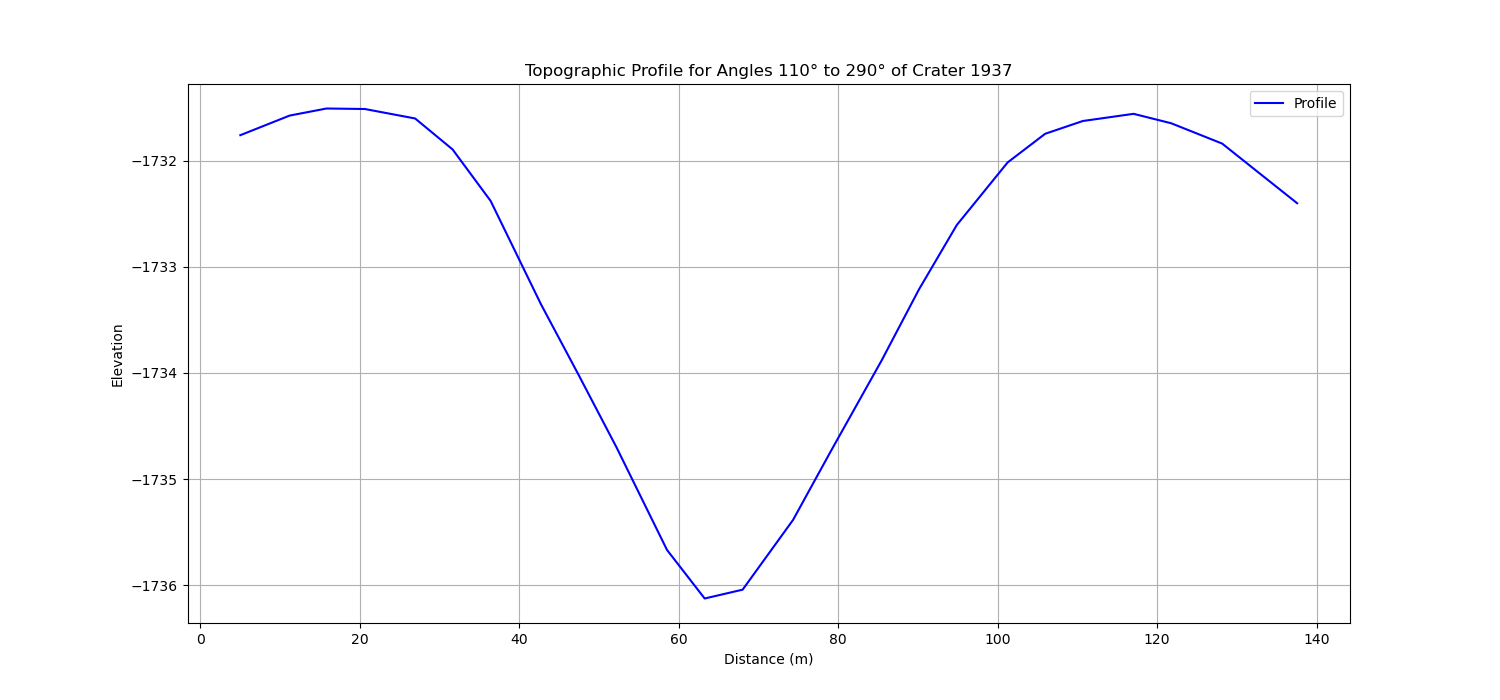 Topographic Profile for Angles 110° to 290° of Crater 1937
Profile
−1732
−1733
−1734
−1735
−1736
Elevation
0 20 40 60 80 100 120 140
Distance (m)